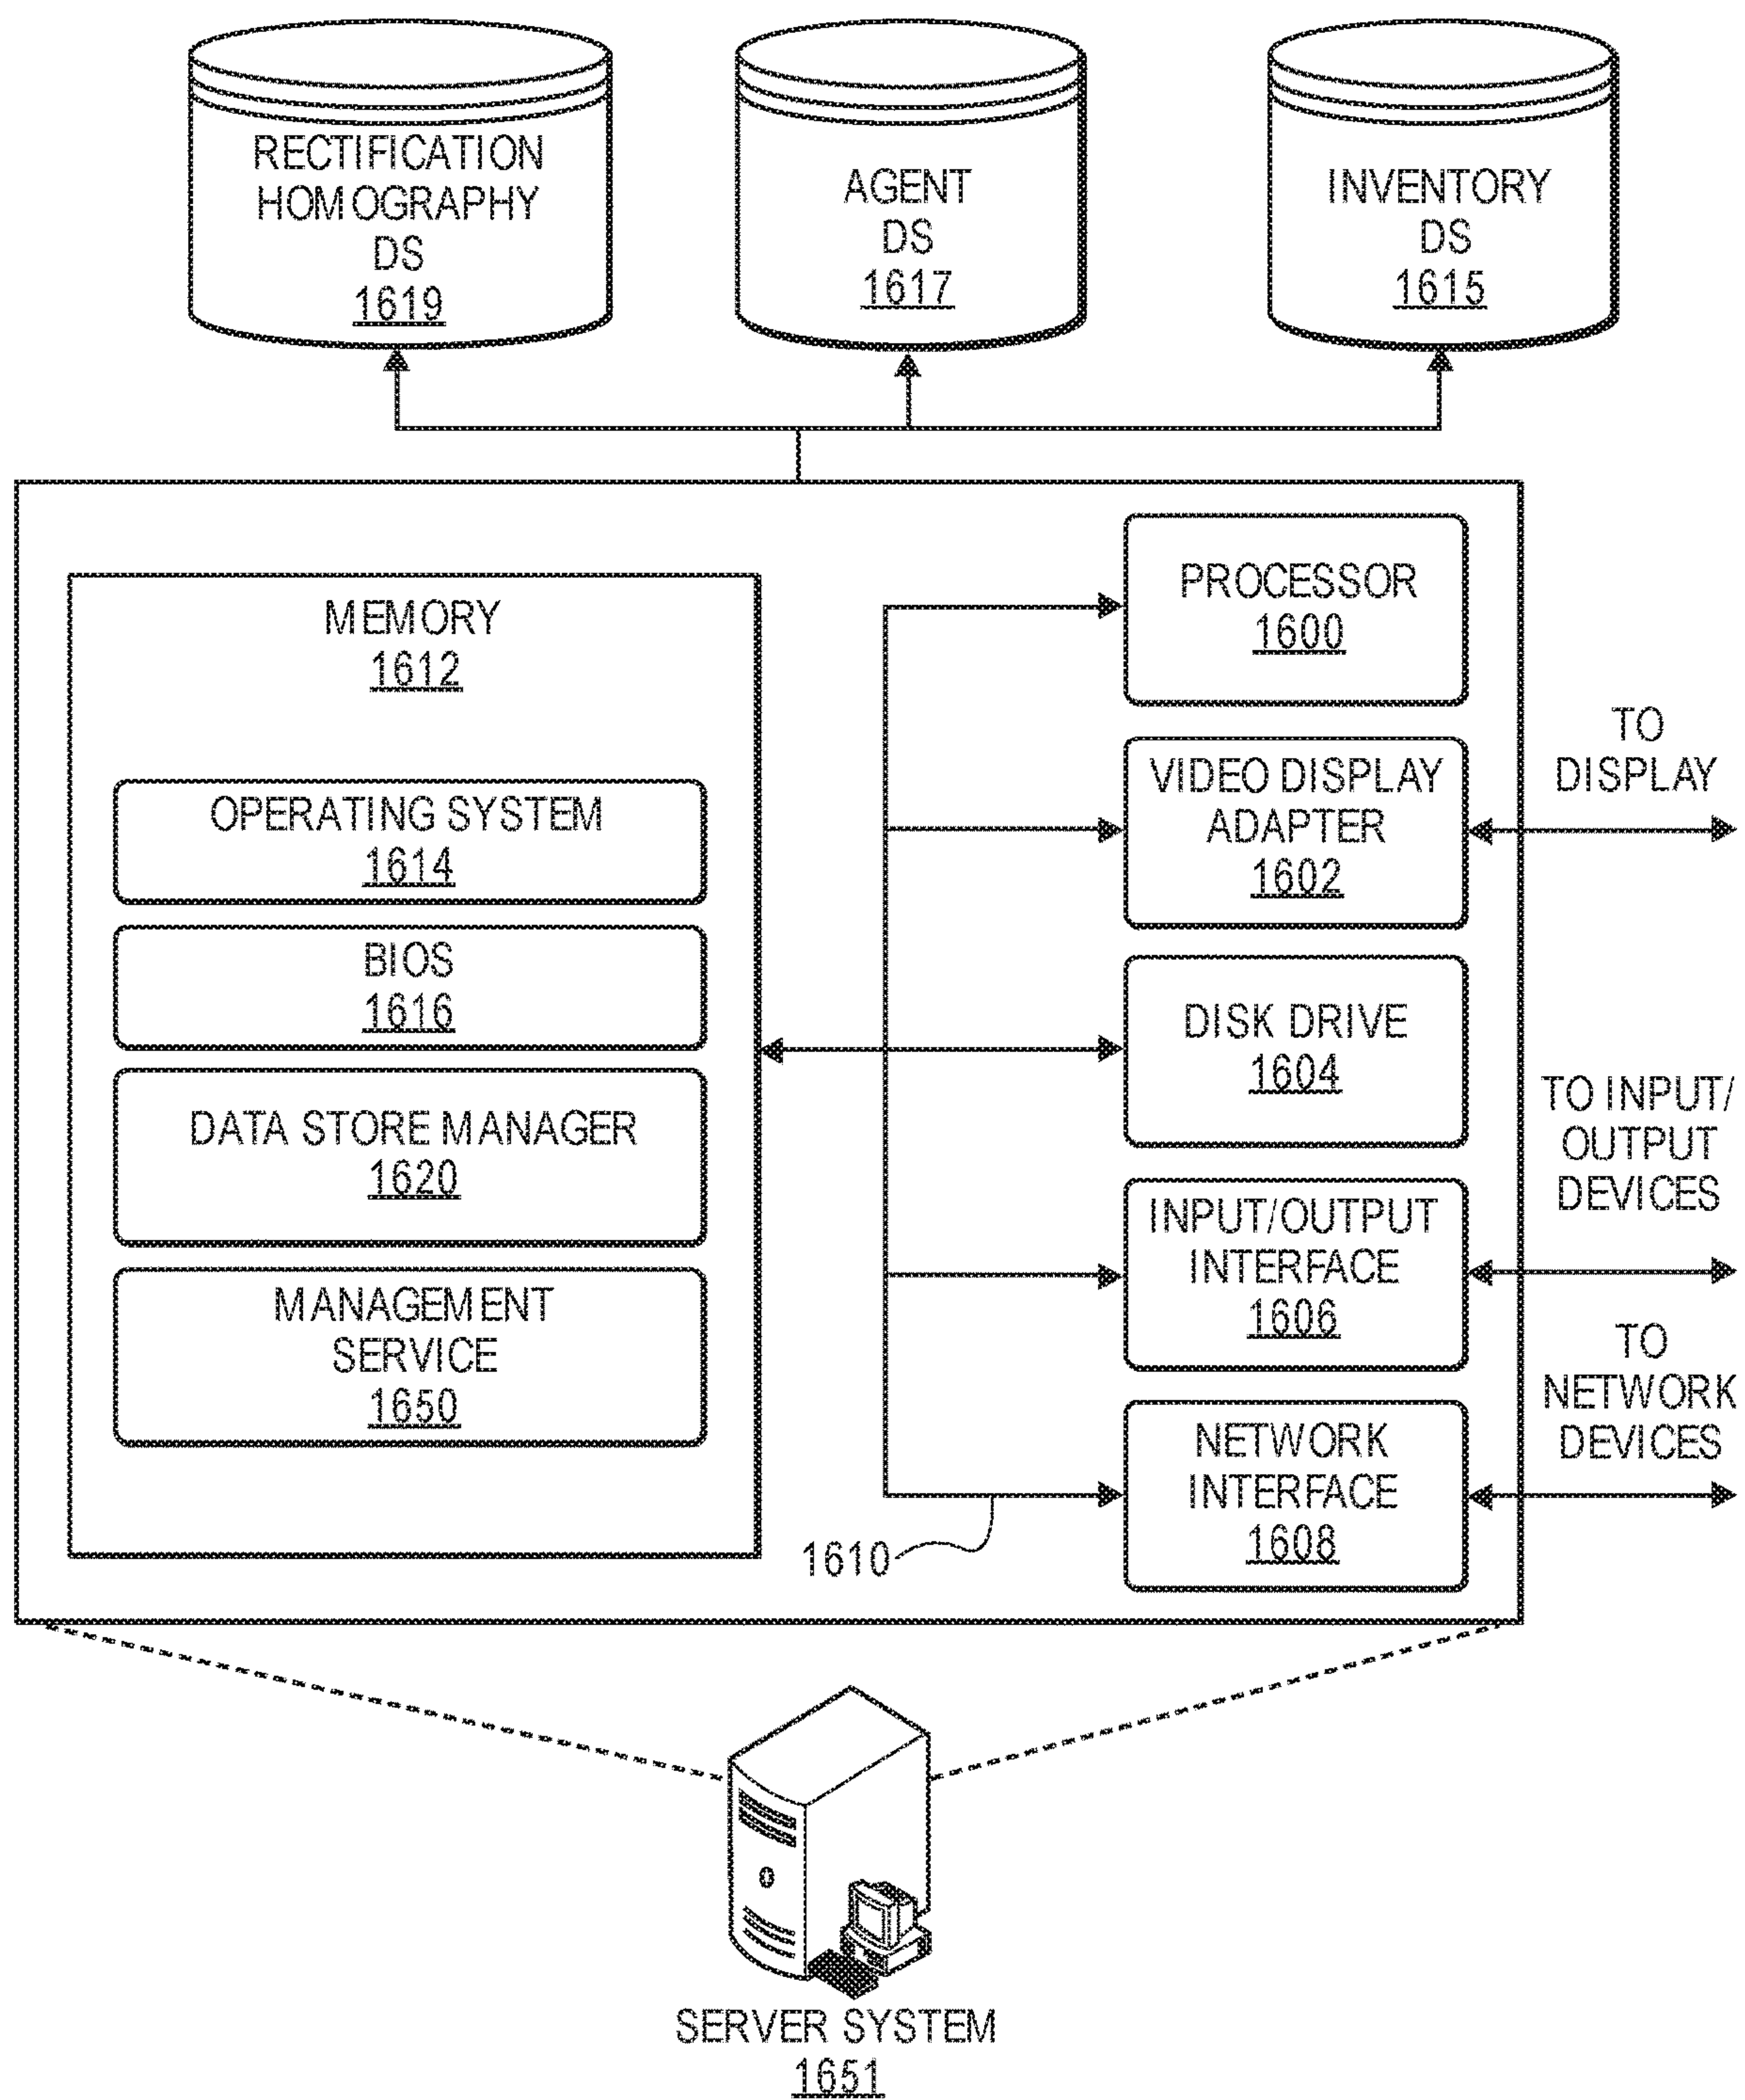 RECTIFICATION
HOMOGRAPHY
DS
1619
AGENT
DS
1617
INVENTORY
DS
1615
MEMORY
1612
OPERATING SYSTEM
1614
BIOS
1616
DATA STORE MANAGER
1620
MANAGEMENT
SERVICE
1650
PROCESSOR
1600
VIDEO DISPLAY
ADAPTER
1602
DISK DRIVE
1604
INPUT/OUTPUT
INTERFACE
1606
NETWORK
INTERFACE
1608
1610
TO
DISPLAY
TO INPUT/
OUTPUT
DEVICES
TO
NETWORK
DEVICES
SERVER SYSTEM
1651